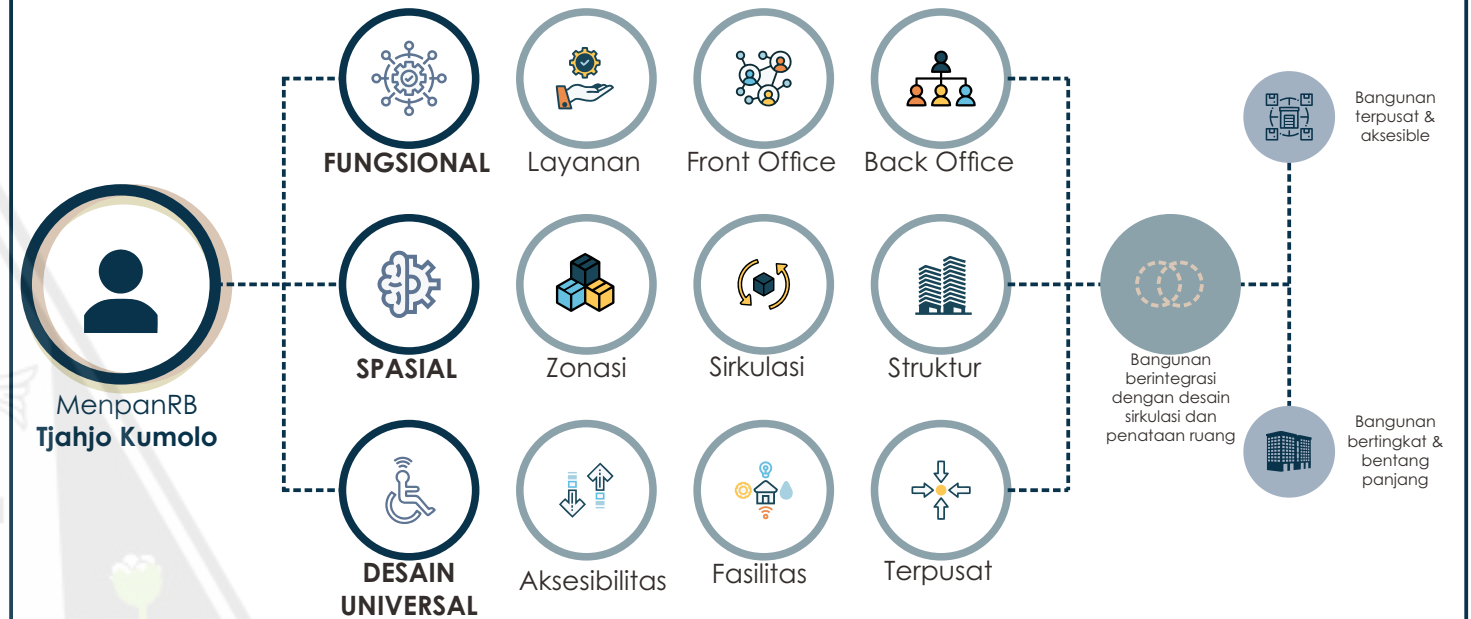 MenpanRB
Tjahjo Kumolo
FUNGSIONAL
Layanan
Front Office
Back Office
SPASIAL
Zonasi
Sirkulasi
Struktur
DESAIN
UNIVERSAL
Aksesibilitas
Fasilitas
Terpusat
Bangunan
berintegrasi
dengan desain
sirkulasi dan
penataan ruang
Bangunan
terpusat &
aksesible
Bangunan
bertingkat &
bentang
panjang